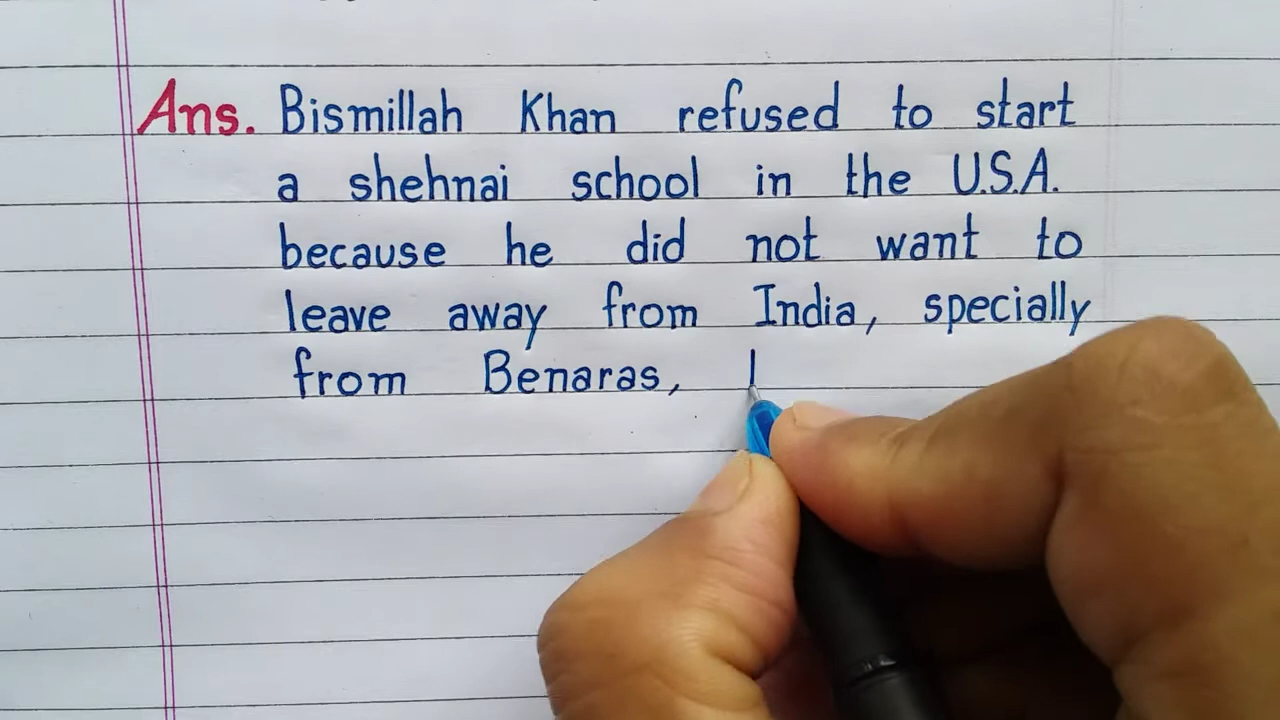 Ans. Bismillah Khan refused to start
a shehnai school in the U.S.A.
because he did not want to
leave away from India, specially
from Benaras,